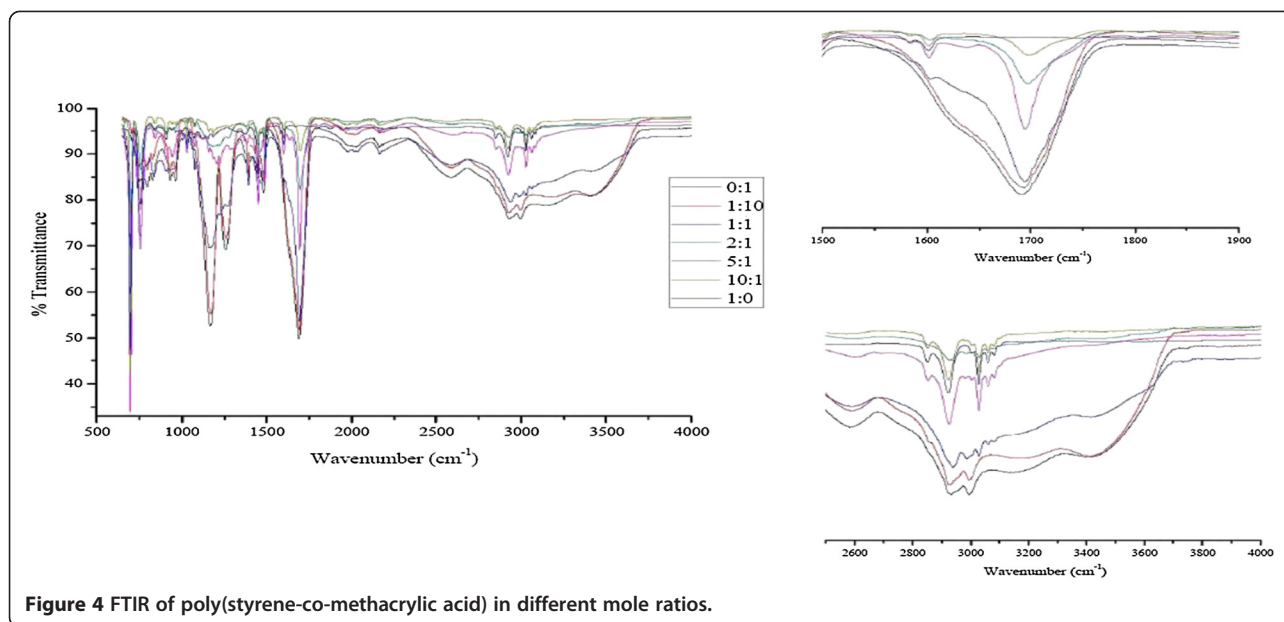 100
90
80
70
60
50
40
% Transmittance
500 1000 1500 2000 2500 3000 3500 4000
Wavenumber (cm-1)
0:1
1:10
1:1
2:1
5:1
10:1
1:0
1500 1600 1700 1800 1900
Wavenumber (cm-1)
2600 2800 3000 3200 3400 3600 3800 4000
Wavenumber (cm-1)
Figure 4 FTIR of poly(styrene-co-methacrylic acid) in different mole ratios.